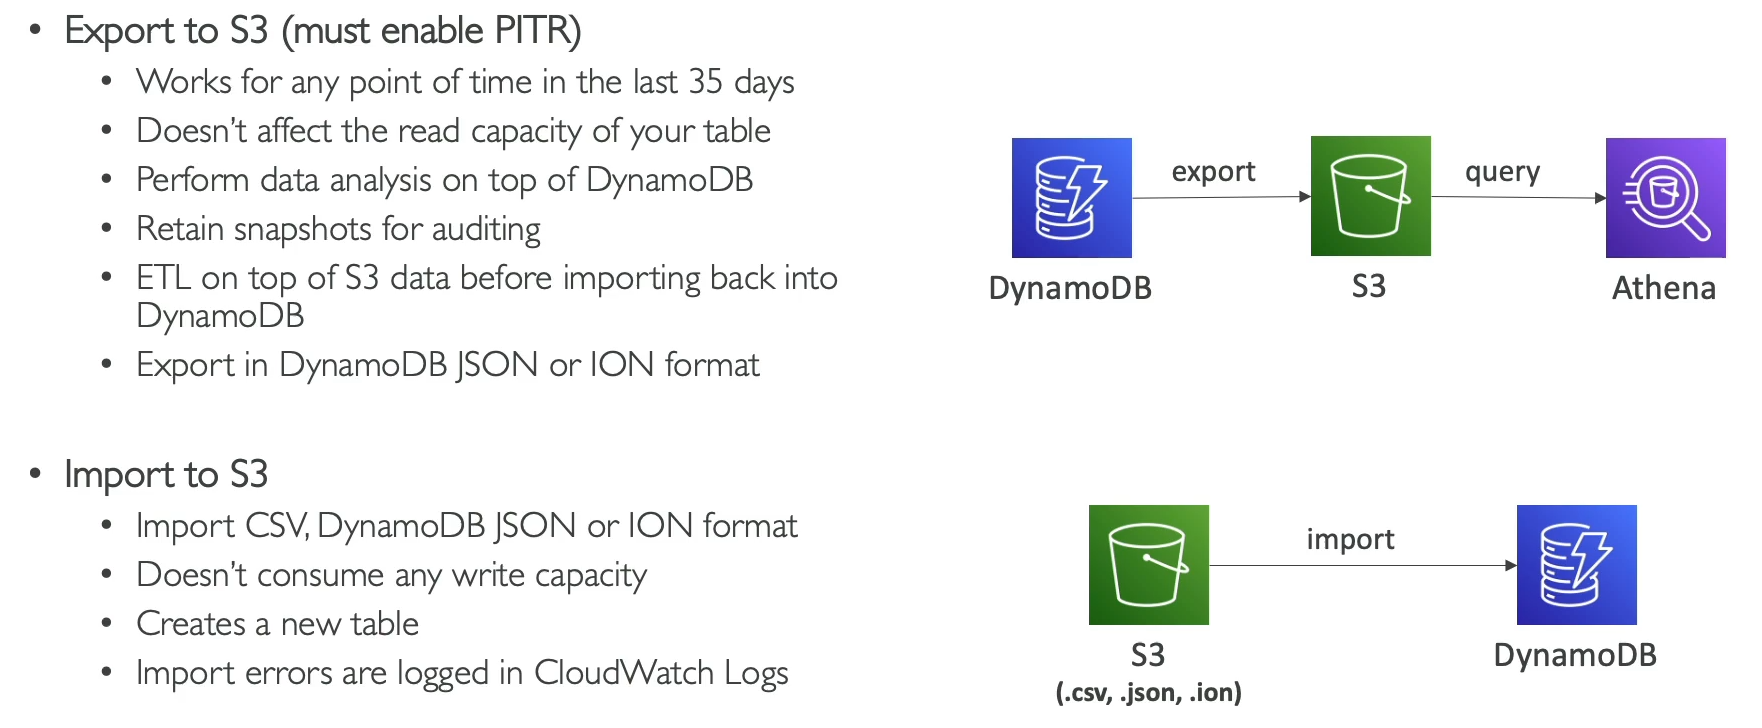 • Export to S3 (must enable PITR)
• Works for any point of time in the last 35 days
• Doesn’t affect the read capacity of your table
• Perform data analysis on top of DynamoDB
• Retain snapshots for auditing
• ETL on top of S3 data before importing back into
DynamoDB
• Export in DynamoDB JSON or ION format
export
query
DynamoDB
S3
Athena
• Import to S3
• Import CSV, DynamoDB JSON or ION format
• Doesn’t consume any write capacity
• Creates a new table
• Import errors are logged in CloudWatch Logs
import
S3
(.csv, .json, .ion)
DynamoDB